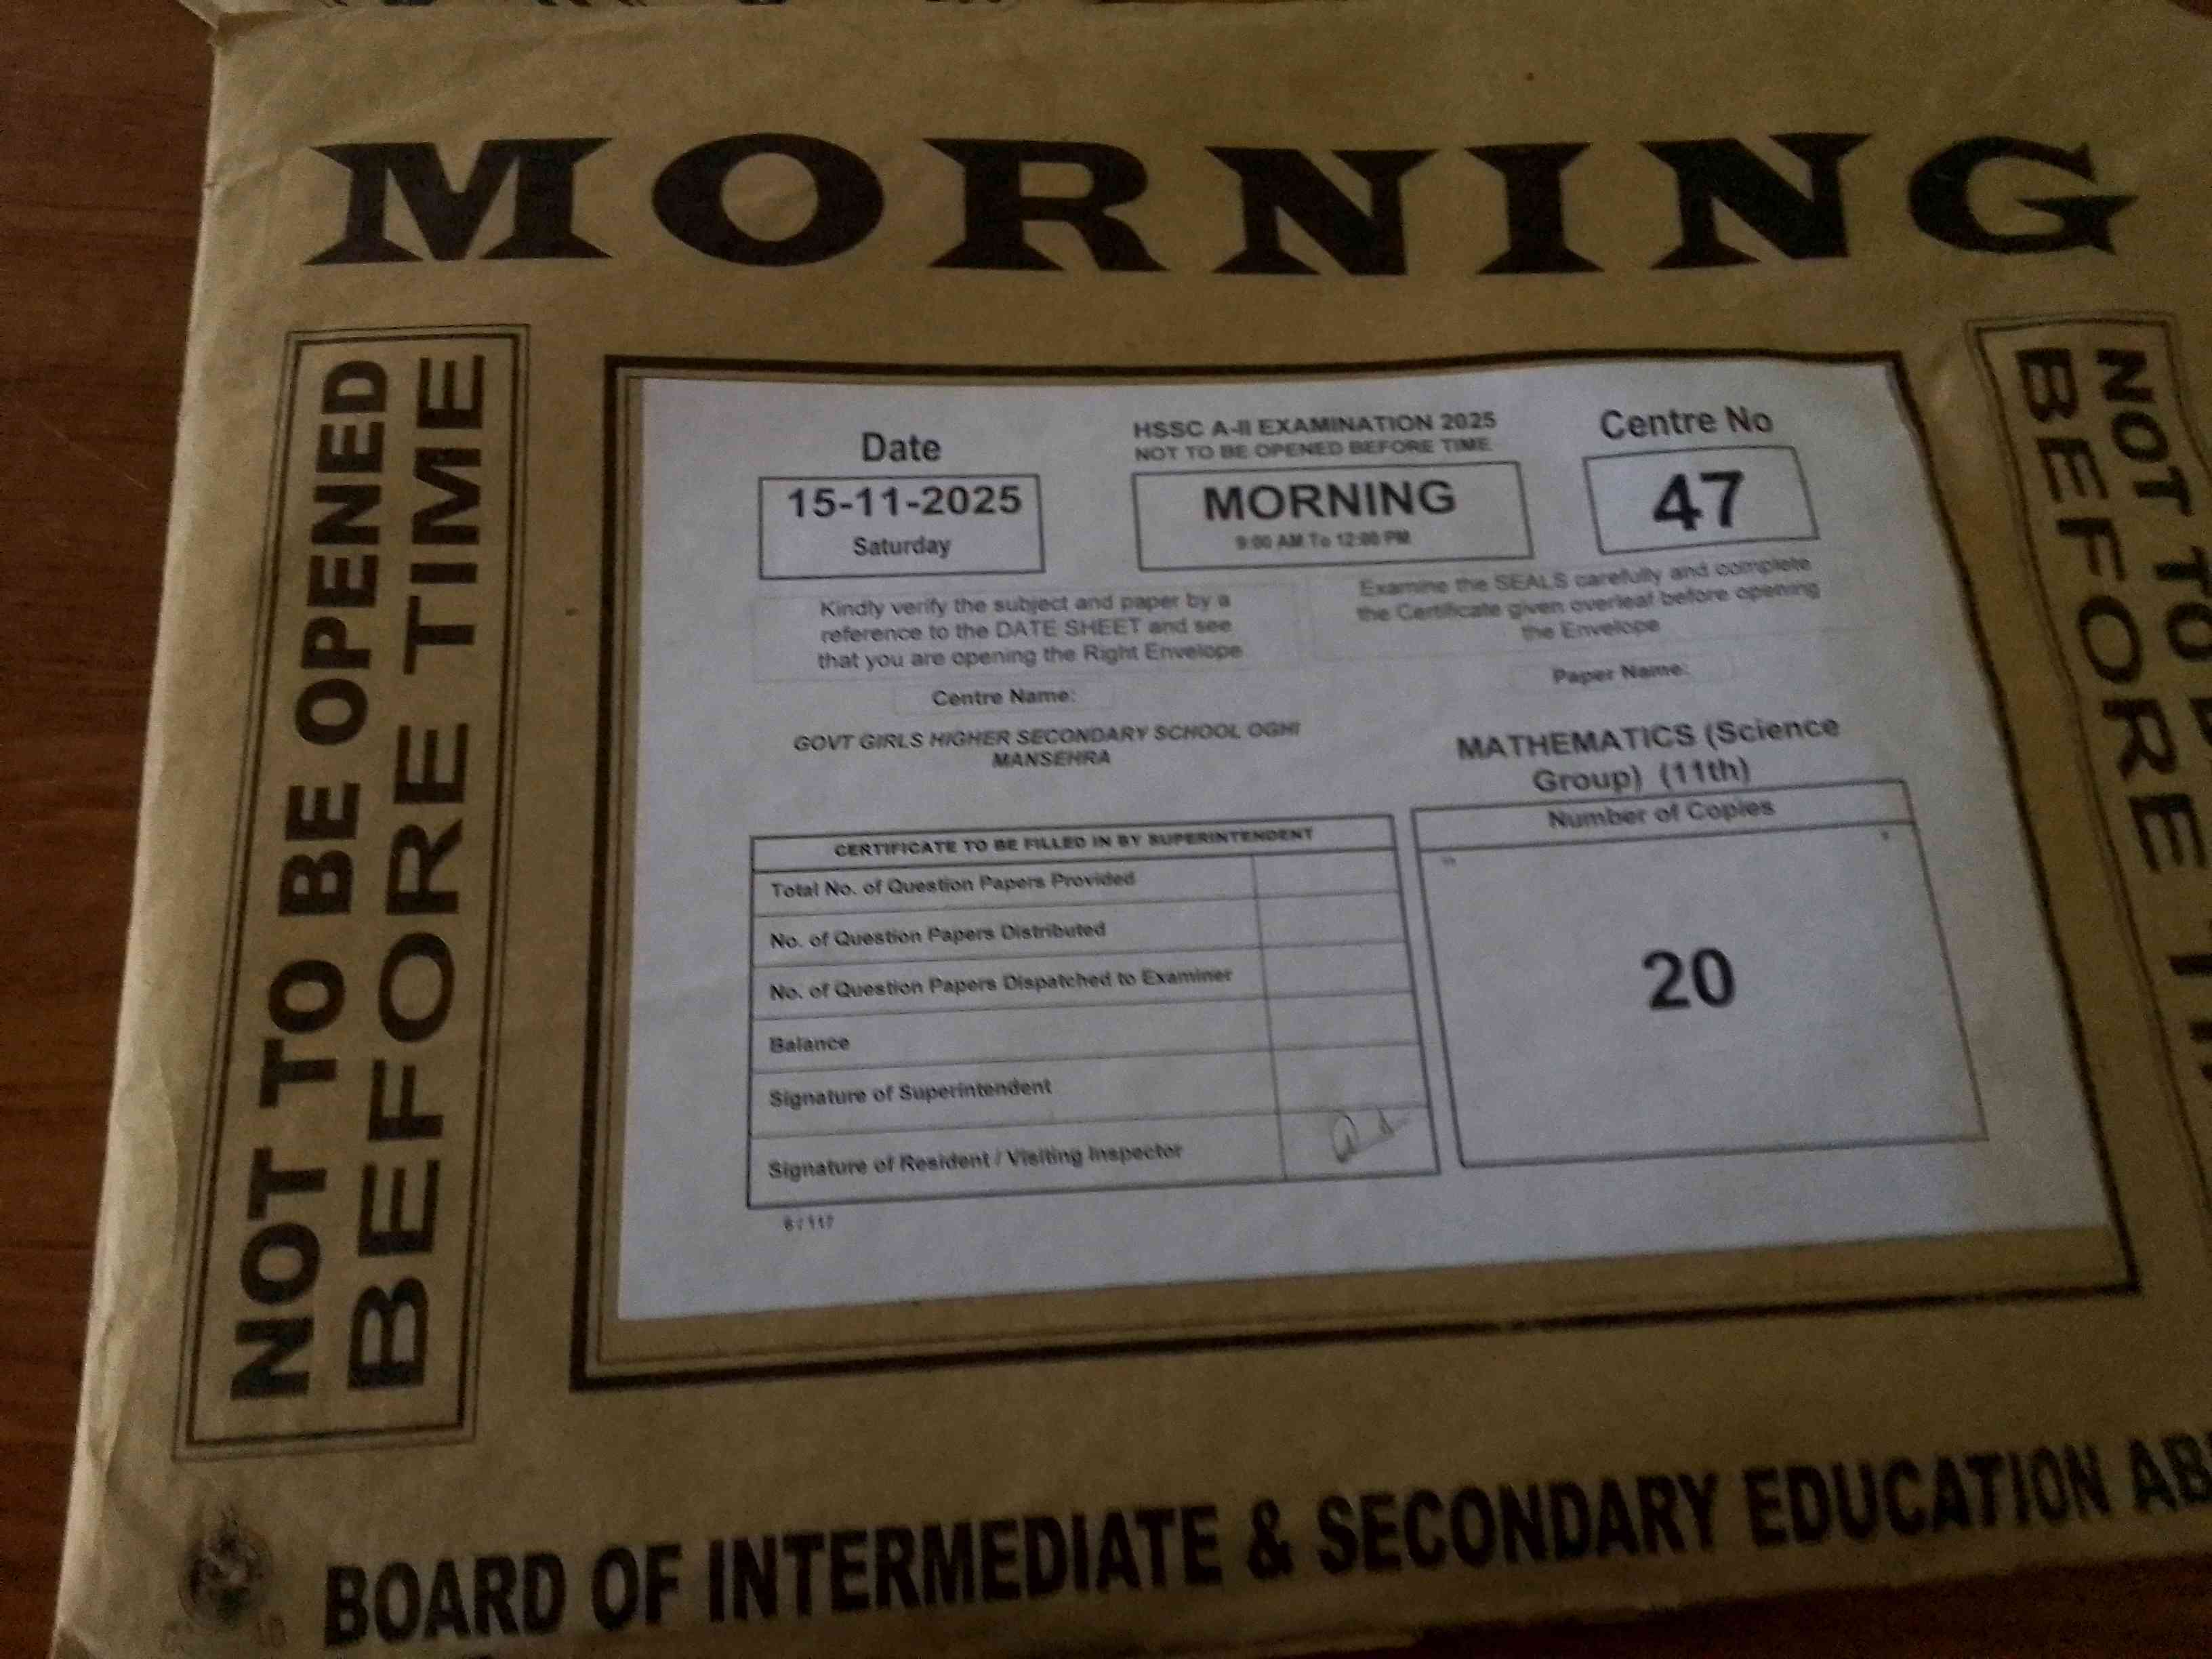 MORNING
NOT TO BE OPENED
BEFORE TIME
Date
15-11-2025
Saturday
HSSC A-II EXAMINATION 2025
NOT TO BE OPENED BEFORE TIME
MORNING
9:00 AM To 12:00 PM
Centre No
47
Kindly verify the subject and paper by a
reference to the DATE SHEET and see
that you are opening the Right Envelope
Examine the SEALS carefully and complete
the Certificate given overleaf before opening
the Envelope
Centre Name:
GOVT GIRLS HIGHER SECONDARY SCHOOL OGHI
MANSEHRA
Paper Name:
MATHEMATICS (Science
Group) (11th)
CERTIFICATE TO BE FILLED IN BY SUPERINTENDENT
Total No. of Question Papers Provided
No. of Question Papers Distributed
No. of Question Papers Dispatched to Examiner
Balance
Signature of Superintendent
Signature of Resident / Visiting Inspector
Number of Copies
20
6 / 117
NOT TO B
BEFORE TI
BOARD OF INTERMEDIATE & SECONDARY EDUCATION AB